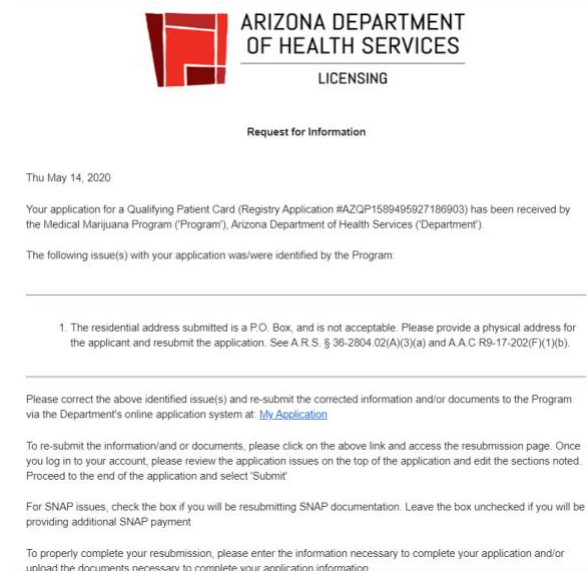 ARIZONA DEPARTMENT
OF HEALTH SERVICES
LICENSING
Request for Information
Thu May 14, 2020
Your application for a Qualifying Patient Card (Registry Application #AZQP1589495927186903) has been received by
the Medical Marijuana Program ('Program'), Arizona Department of Health Services ('Department').
The following issue(s) with your application was/were identified by the Program:
1. The residential address submitted is a P.O. Box, and is not acceptable. Please provide a physical address for
the applicant and resubmit the application. See A.R.S. § 36-2804.02(A)(3)(a) and A.A.C R9-17-202(F)(1)(b).
Please correct the above identified issue(s) and re-submit the corrected information and/or documents to the Program
via the Department's online application system at: My Application
To re-submit the information/and or documents, please click on the above link and access the resubmission page. Once
you log in to your account, please review the application issues on the top of the application and edit the sections noted.
Proceed to the end of the application and select 'Submit'
For SNAP issues, check the box if you will be resubmitting SNAP documentation. Leave the box unchecked if you will be
providing additional SNAP payment
To properly complete your resubmission, please enter the information necessary to complete your application and/or
upload the documents necessary to complete your application information